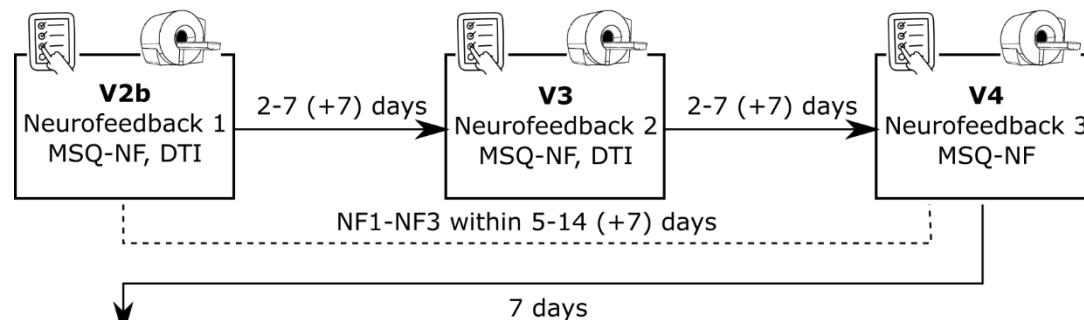 V2b
Neurofeedback 1
MSQ-NF, DTI
2-7 (+7) days
V3
Neurofeedback 2
MSQ-NF, DTI
2-7 (+7) days
V4
Neurofeedback 3
MSQ-NF
NF1-NF3 within 5-14 (+7) days
7 days